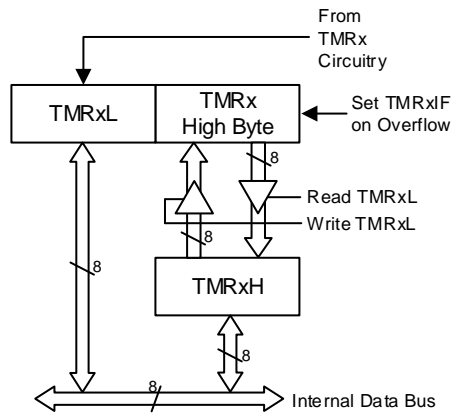 From
TMRx
Circuitry
TMRxL
TMRx
High Byte
Set TMRxIF
on Overflow
8
Read TMRxL
Write TMRxL
8
8
TMRxH
8
8
Internal Data Bus